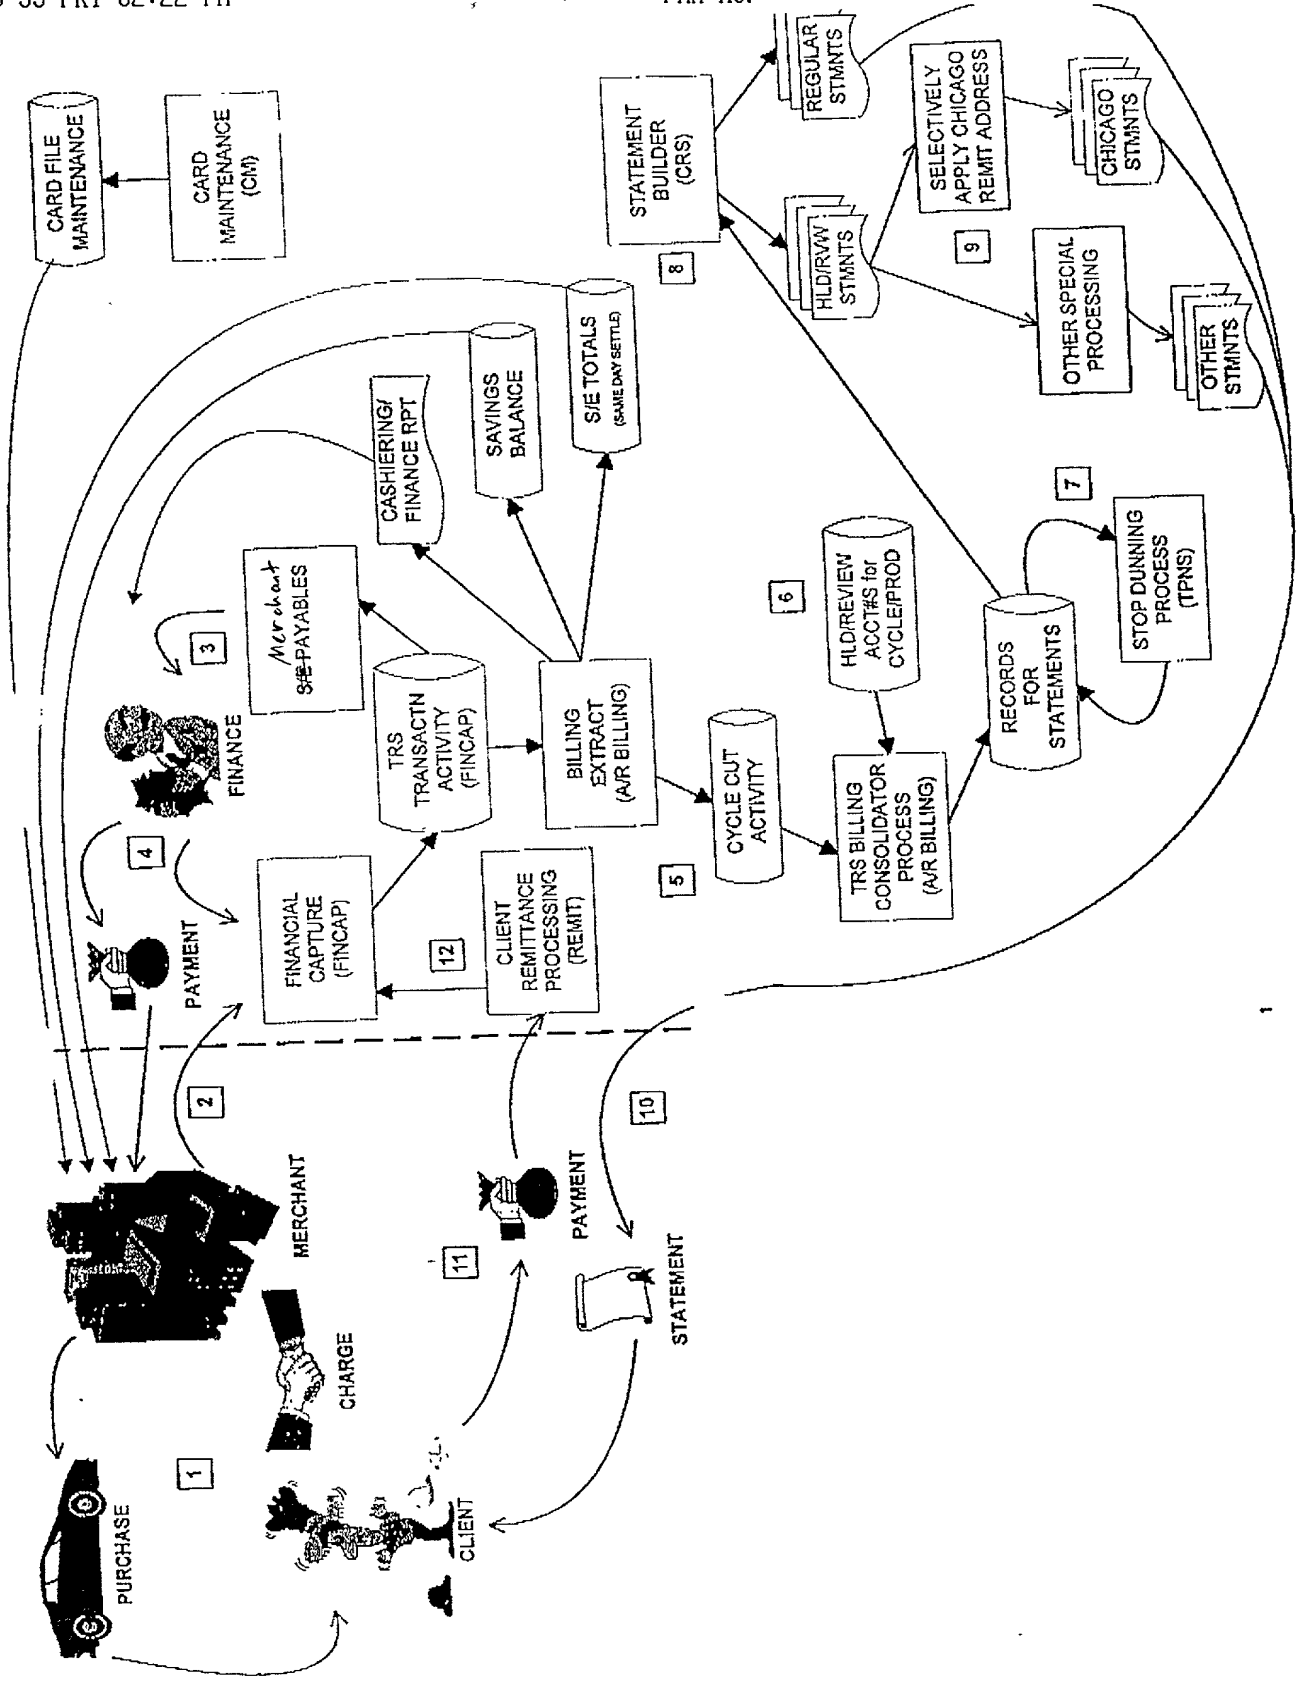 PURCHASE
1
CLIENT
CHARGE
MERCHANT
2
PAYMENT
4
FINANCE
3
Merchant
S/E PAYABLES
FINANCIAL
CAPTURE
(FINCAP)
12
CLIENT
REMITTANCE
PROCESSING
(REMIT)
11
PAYMENT
10
STATEMENT
TRS
TRANSACTN
ACTIVITY
(FINCAP)
BILLING
EXTRACT
(A/R BILLING)
CASHIERING/
FINANCE RPT
SAVINGS
BALANCE
S/E TOTALS
(SAME DAY SETTLE)
CARD FILE
MAINTENANCE
CARD
MAINTENANCE
(CM)
5
CYCLE CUT
ACTIVITY
TRS BILLING
CONSOLIDATOR
PROCESS
(A/R BILLING)
6
HLD/REVIEW
ACCT#S for
CYCLE/PROD
RECORDS
FOR
STATEMENTS
7
STOP DUNNING
PROCESS
(TPNS)
8
STATEMENT
BUILDER
(CRS)
REGULAR
STMNTS
HLD/RVW
STMNTS
9
SELECTIVELY
APPLY CHICAGO
REMIT ADDRESS
CHICAGO
STMNTS
OTHER SPECIAL
PROCESSING
OTHER
STMNTS
1